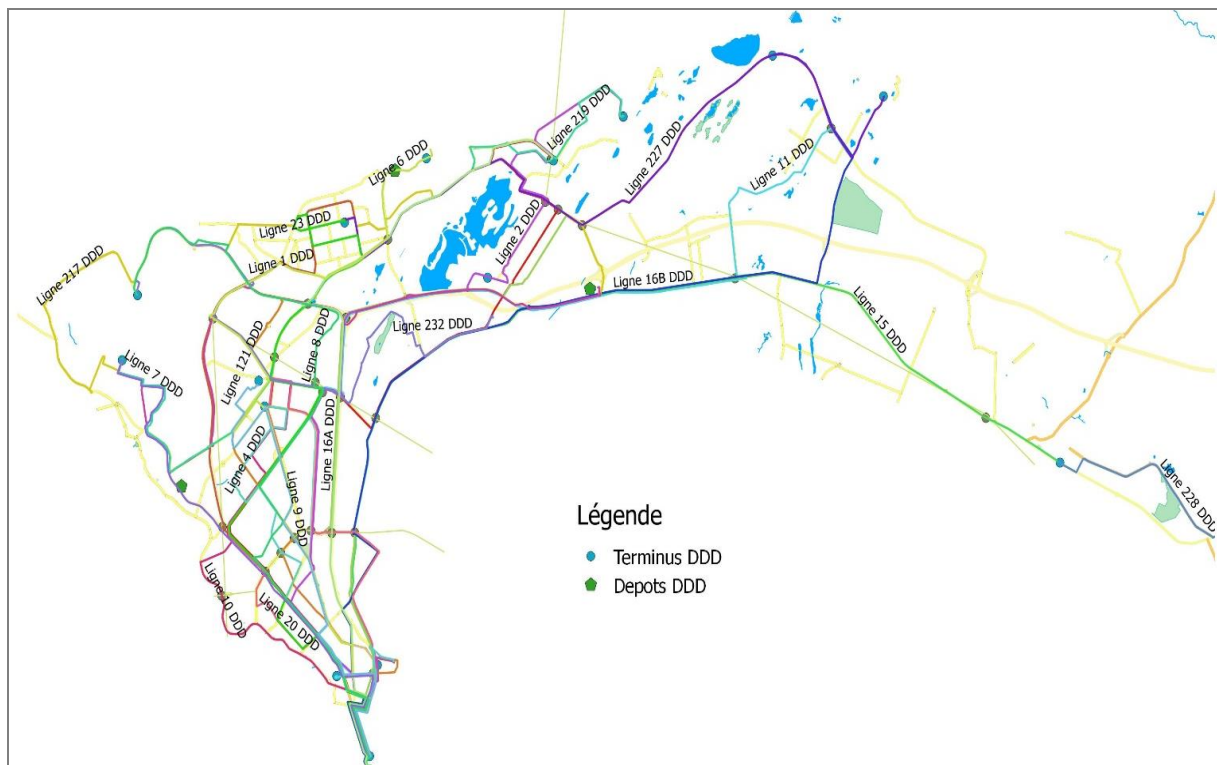 Ligne 219 DDD
Ligne 6 DDD
Ligne 227 DDD
Ligne 11 DDD
Ligne 23 DDD
Ligne 2 DDD
Ligne 1 DDD
Ligne 217 DDD
Ligne 16B DDD
Ligne 15 DDD
Ligne 232 DDD
Ligne 121 DDD
Ligne 8 DDD
Ligne 7 DDD
Ligne 16A DDD
Ligne 4 DDD
Ligne 9 DDD
Ligne 228 DDD
Légende
Terminus DDD
Depots DDD
Ligne 10 DDD
Ligne 20 DDD